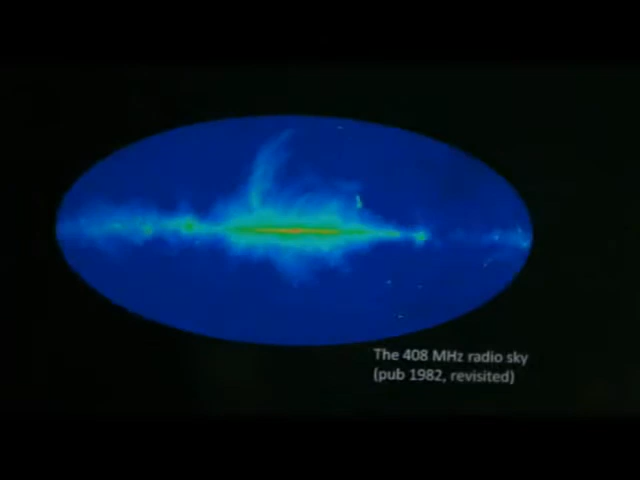 The 408 MHz radio sky
(pub 1982, revisited)